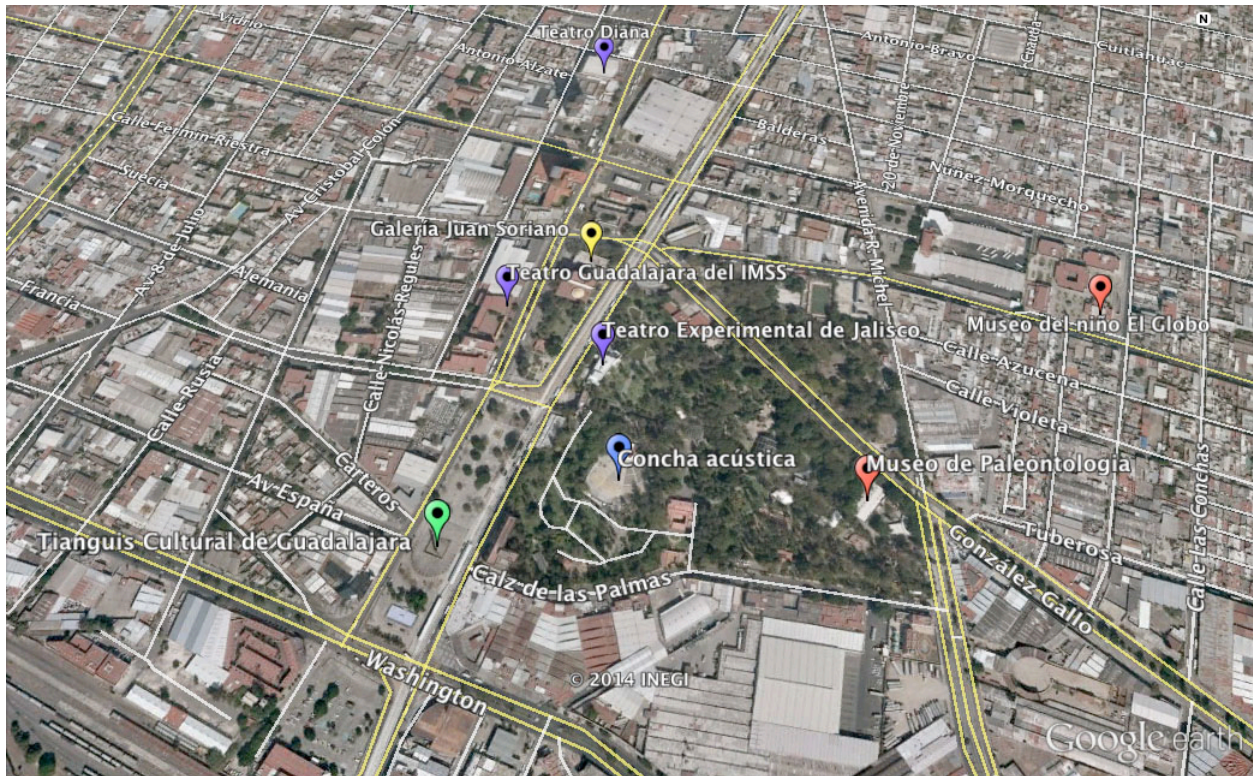 N
Teatro Diana
Vidrio
Antonio Alzate
Antonio Bravo
Cuautla
Cuitlahuac
Calle Fermin Riestra
Balderas
Suecia
Av Cristobal Colón
20 de Noviembre
Nuñez Morquecho
Avenida R Michel
Av 8 de Julio
Galería Juan Soriano
Alemania
Calle Nicolas Regules
Teatro Guadalajara del IMSS
Francia
Museo del niño El Globo
Teatro Experimental de Jalisco
Calle Azucena
Calle Rusia
Calle Violeta
Concha acústica
Museo de Paleontología
Carteros
Av España
Calle las Conchas
Tianguis Cultural de Guadalajara
Tuberosa
González Gallo
Calz de las Palmas
Washington
© 2014 INEGI
Google earth